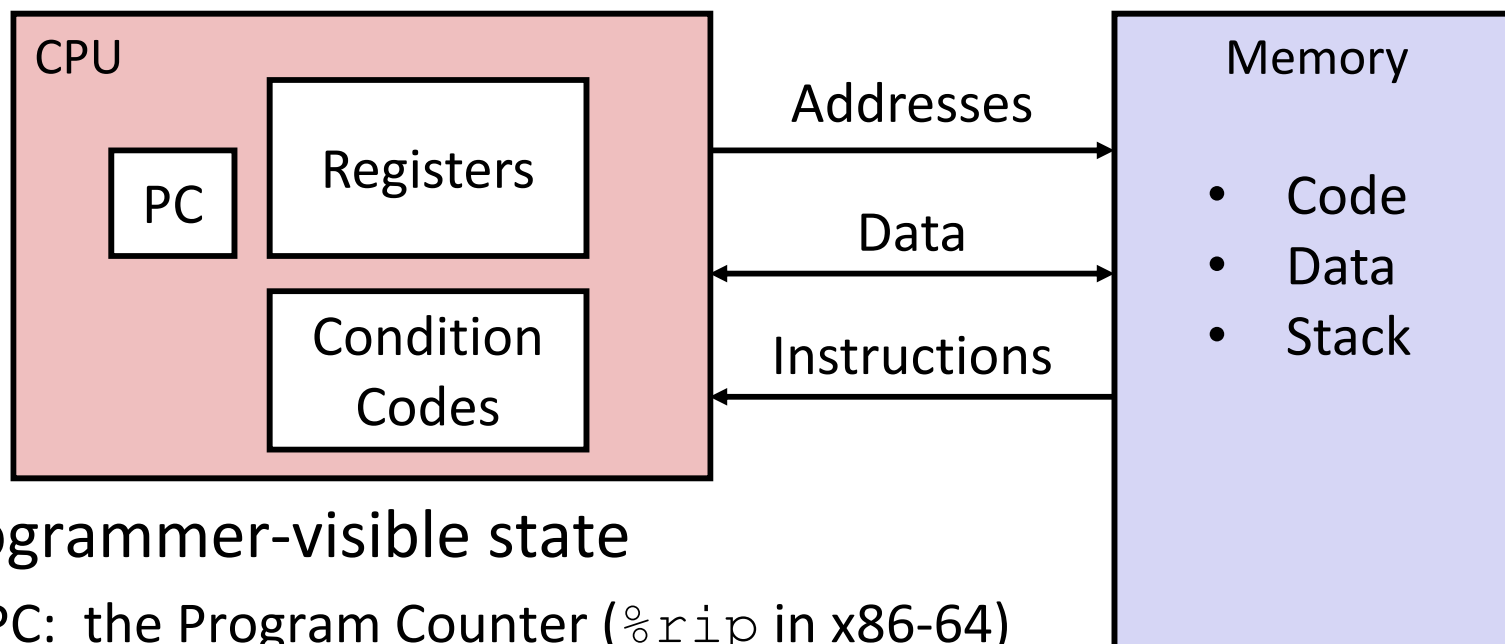 CPU
Registers
PC
Condition
Codes
Addresses
Data
Instructions
Memory
• Code
• Data
• Stack
ogrammer-visible state
PC: the Program Counter (%rip in x86-64)